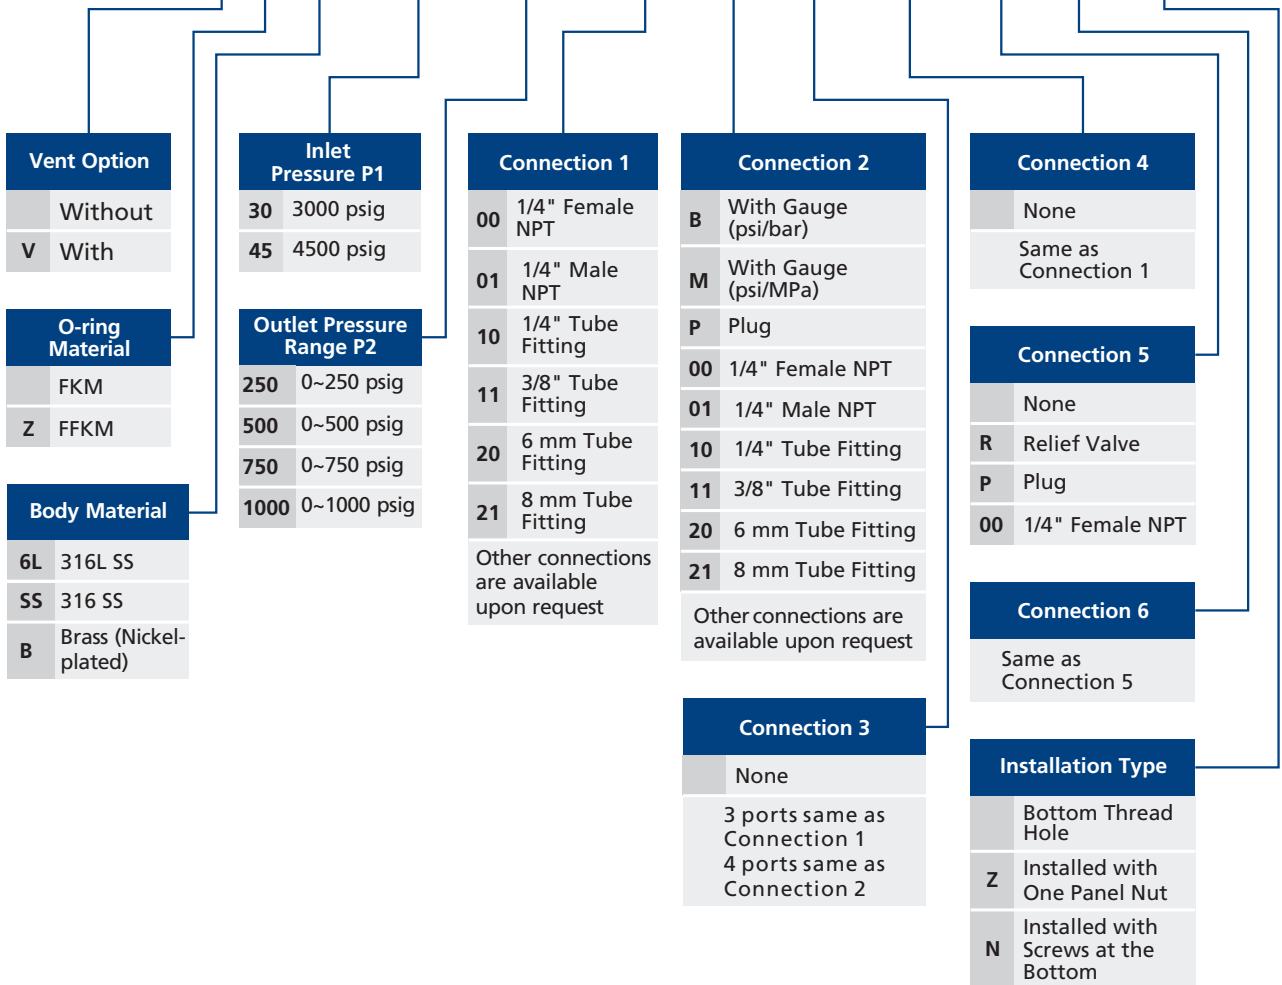 Vent Option
Without
V With
O-ring
Material
FKM
Z FFKM
Body Material
6L 316L SS
SS 316 SS
B Brass (Nickel-
plated)
Inlet
Pressure P1
30 3000 psig
45 4500 psig
Outlet Pressure
Range P2
250 0~250 psig
500 0~500 psig
750 0~750 psig
1000 0~1000 psig
Connection 1
00 1/4" Female
NPT
01 1/4" Male
NPT
10 1/4" Tube
Fitting
11 3/8" Tube
Fitting
20 6 mm Tube
Fitting
21 8 mm Tube
Fitting
Other connections
are available
upon request
Connection 2
B With Gauge
(psi/bar)
M With Gauge
(psi/MPa)
P Plug
00 1/4" Female NPT
01 1/4" Male NPT
10 1/4" Tube Fitting
11 3/8" Tube Fitting
20 6 mm Tube Fitting
21 8 mm Tube Fitting
Other connections are
available upon request
Connection 3
None
3 ports same as
Connection 1
4 ports same as
Connection 2
Connection 4
None
Same as
Connection 1
Connection 5
None
R Relief Valve
P Plug
00 1/4" Female NPT
Connection 6
Same as
Connection 5
Installation Type
Bottom Thread
Hole
Z Installed with
One Panel Nut
N Installed with
Screws at the
Bottom